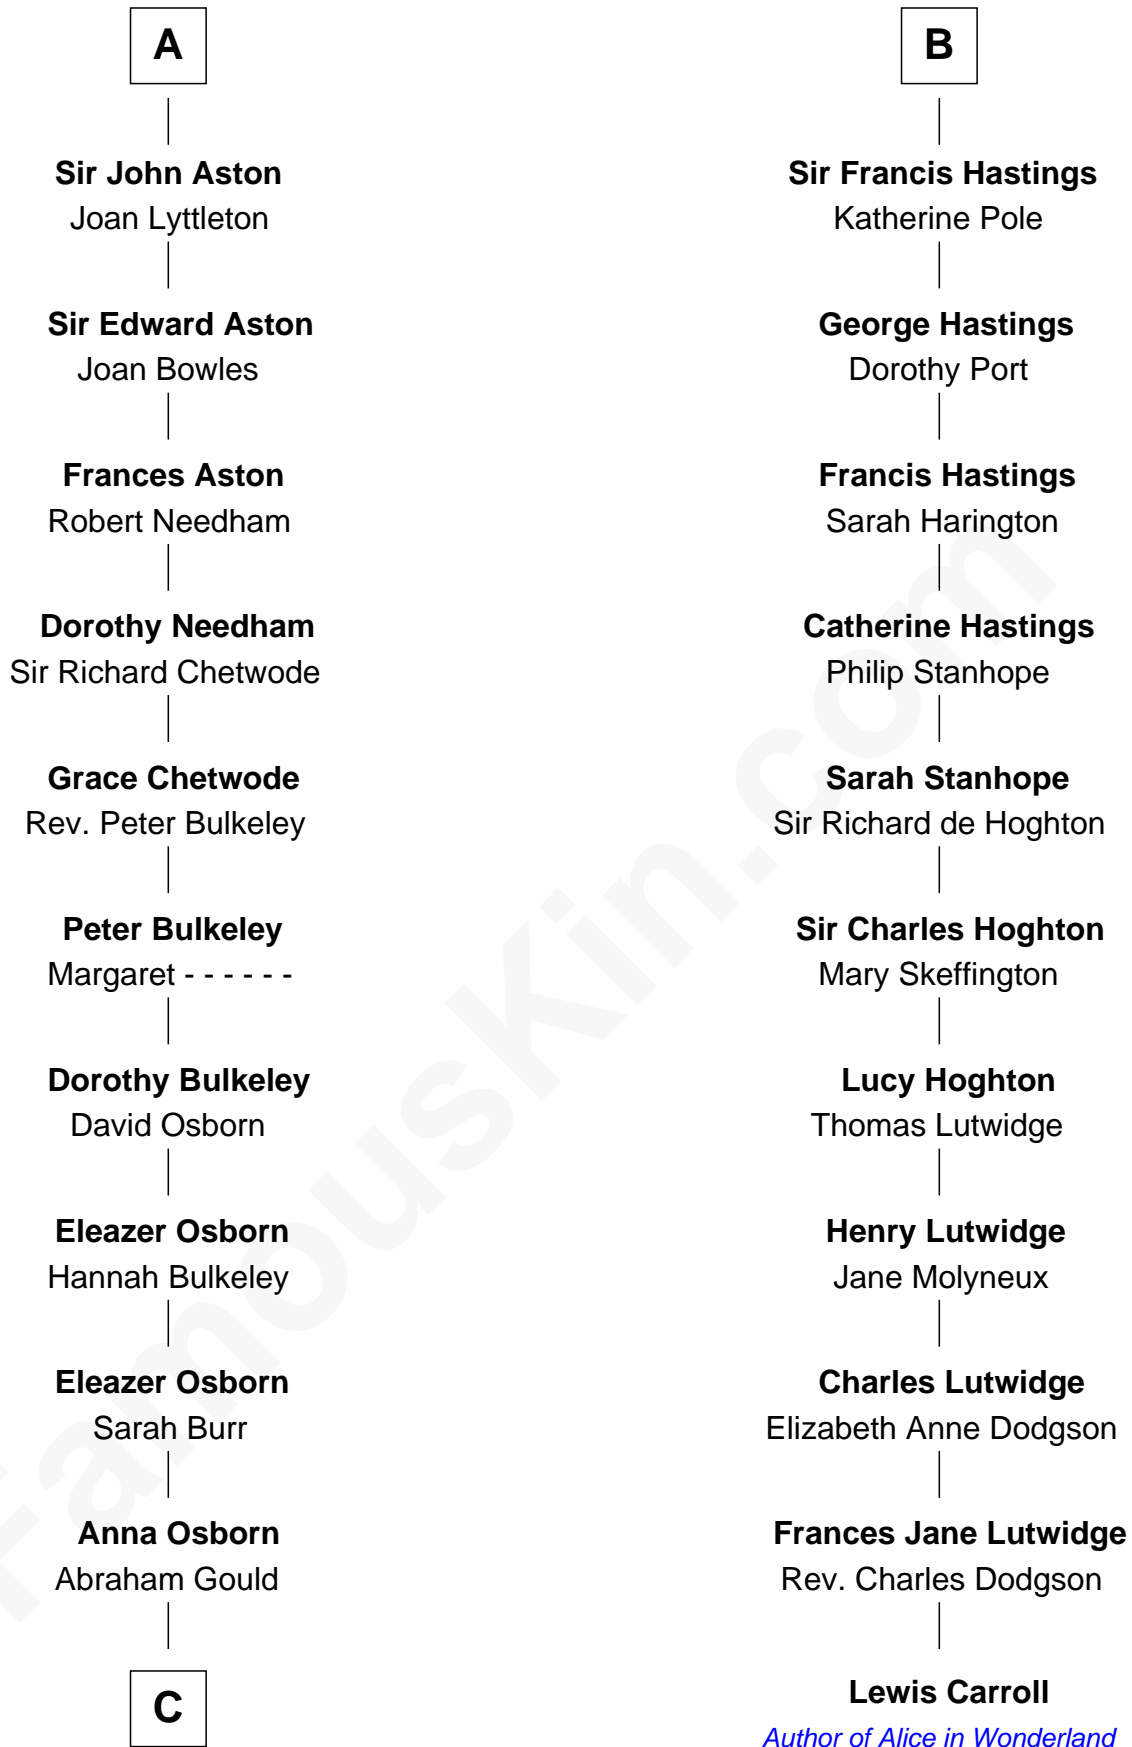 A
Sir John Aston
Joan Lyttleton
Sir Edward Aston
Joan Bowles
Frances Aston
Robert Needham
Dorothy Needham
Sir Richard Chetwode
Grace Chetwode
Rev. Peter Bulkeley
Peter Bulkeley
Margaret - - - - - -
Dorothy Bulkeley
David Osborn
Eleazer Osborn
Hannah Bulkeley
Eleazer Osborn
Sarah Burr
Anna Osborn
Abraham Gould
C
B
Sir Francis Hastings
Katherine Pole
George Hastings
Dorothy Port
Francis Hastings
Sarah Harington
Catherine Hastings
Philip Stanhope
Sarah Stanhope
Sir Richard de Hoghton
Sir Charles Hoghton
Mary Skeffington
Lucy Hoghton
Thomas Lutwidge
Henry Lutwidge
Jane Molyneux
Charles Lutwidge
Elizabeth Anne Dodgson
Frances Jane Lutwidge
Rev. Charles Dodgson
Lewis Carroll
Author of Alice in Wonderland
FamousKin.com